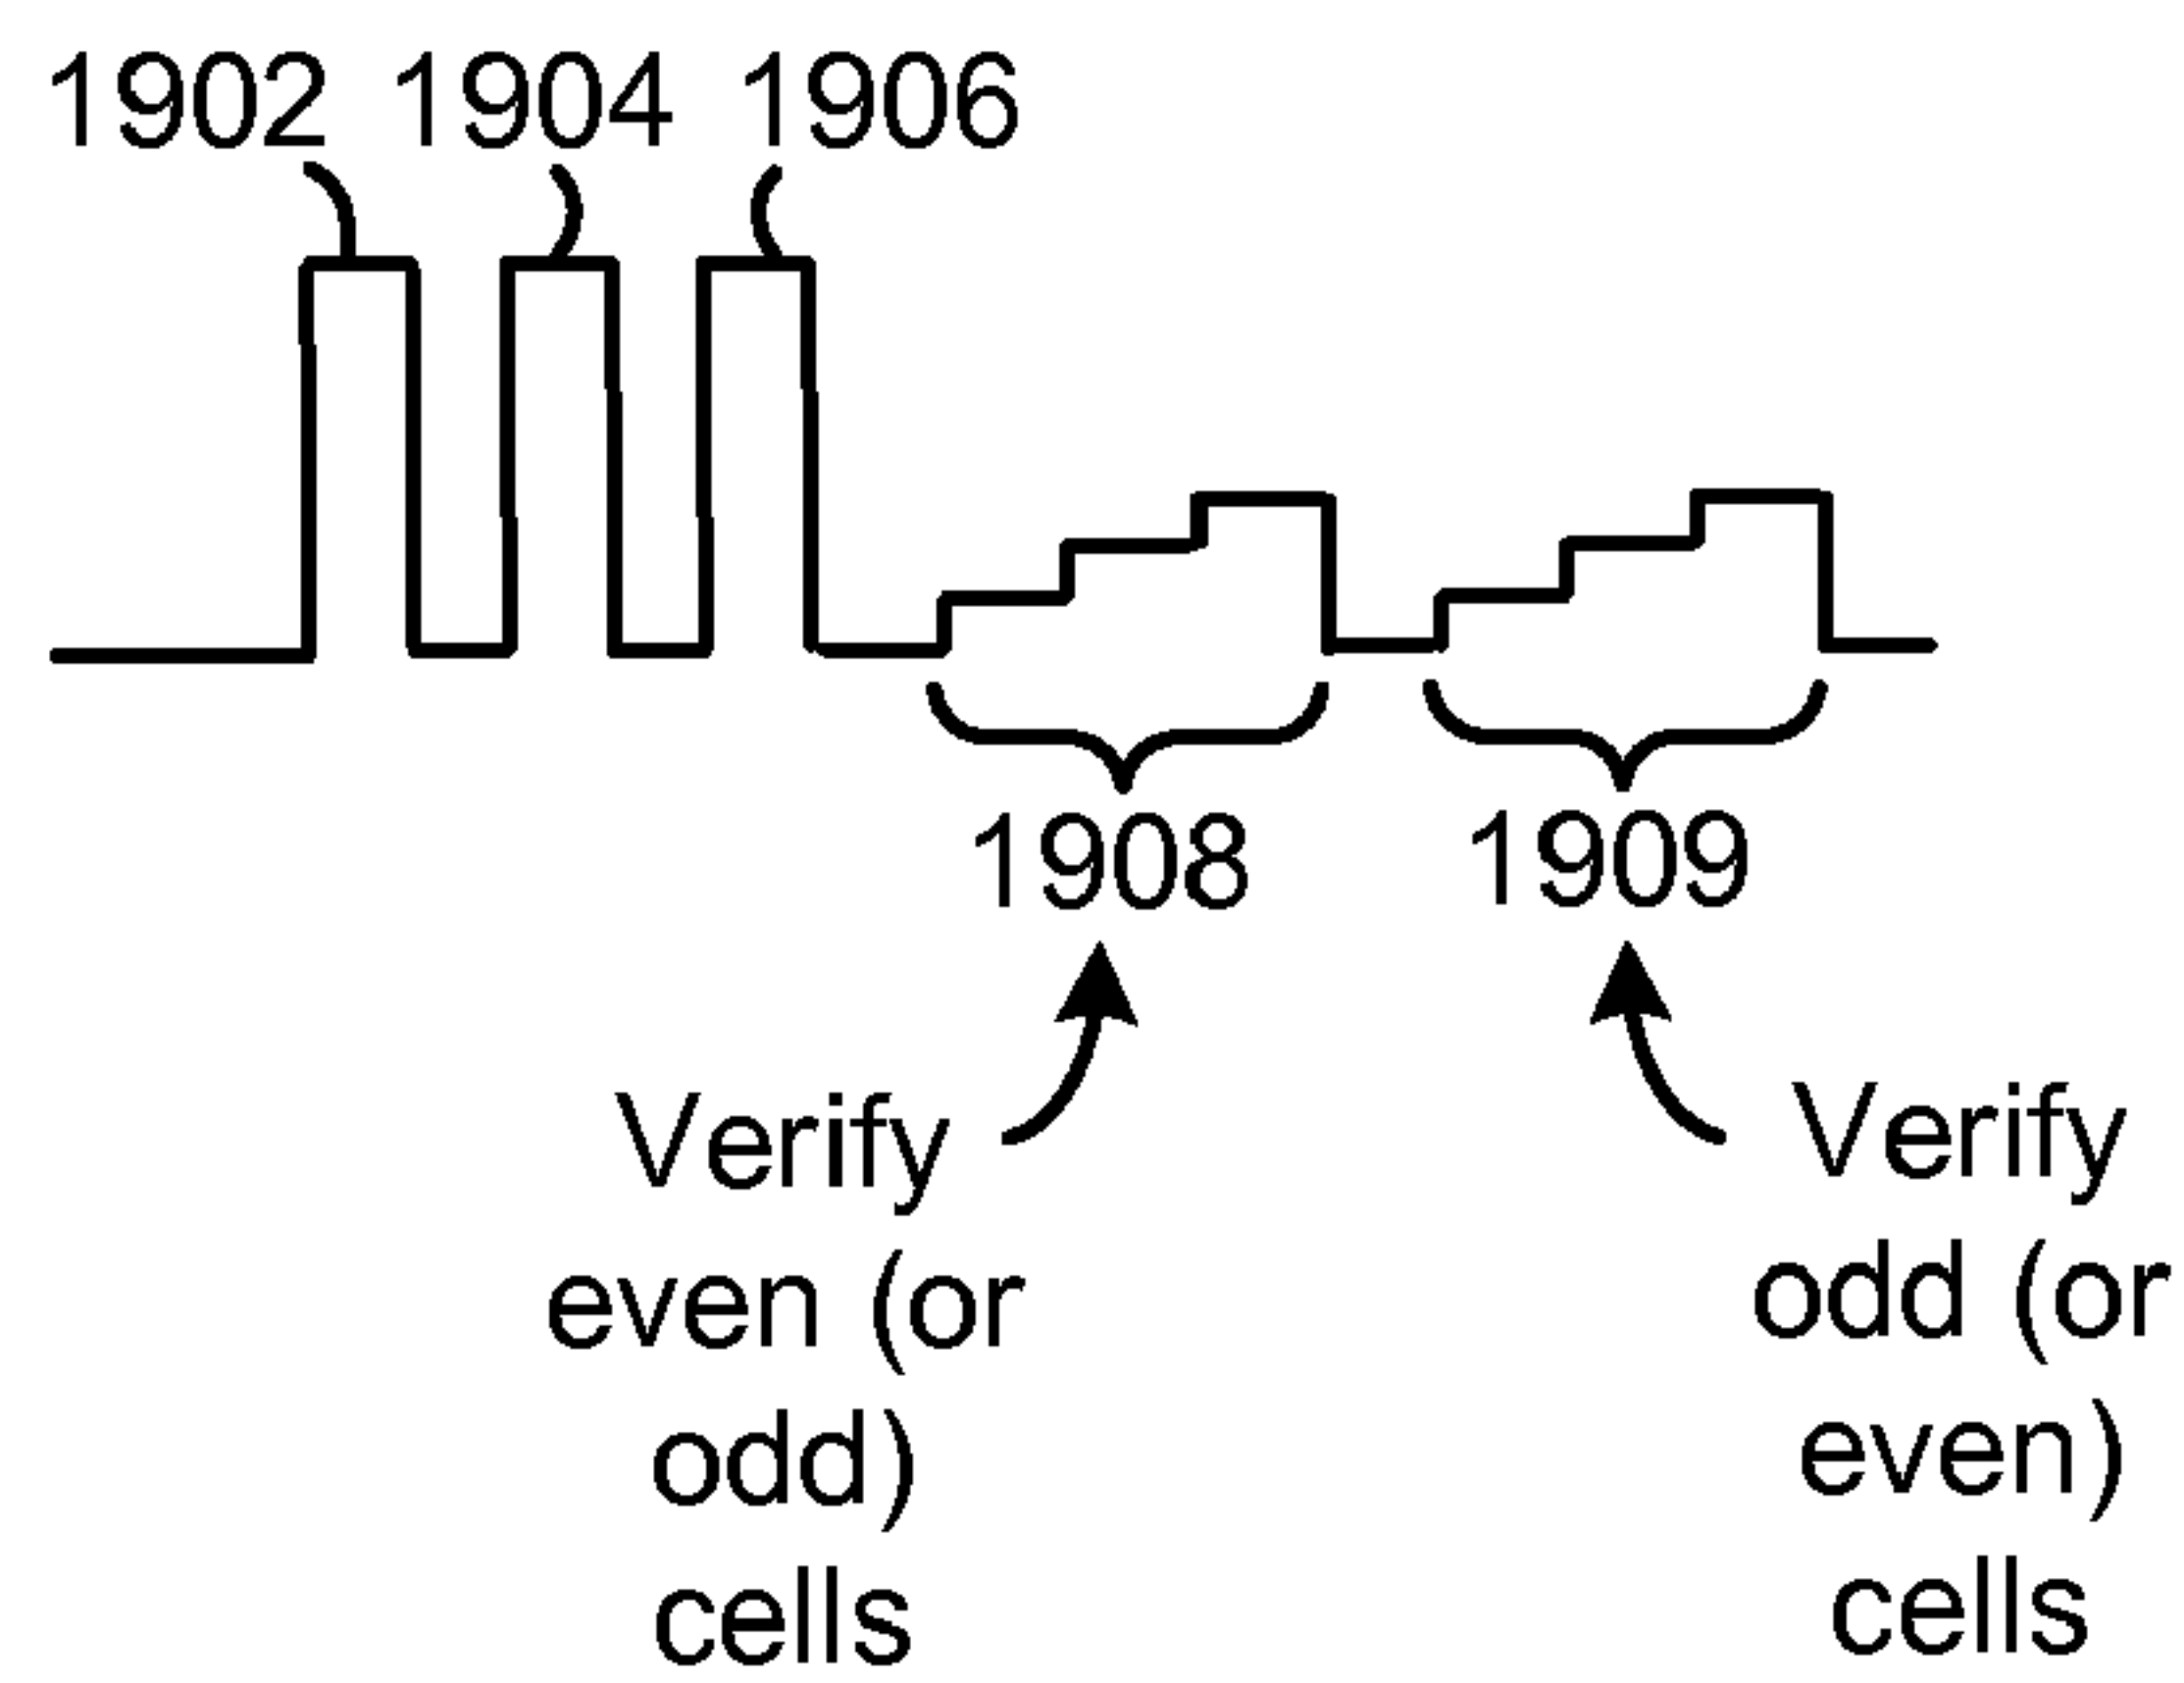 1902 1904 1906
1908
1909
Verify
even (or
odd)
cells
Verify
odd (or
even)
cells